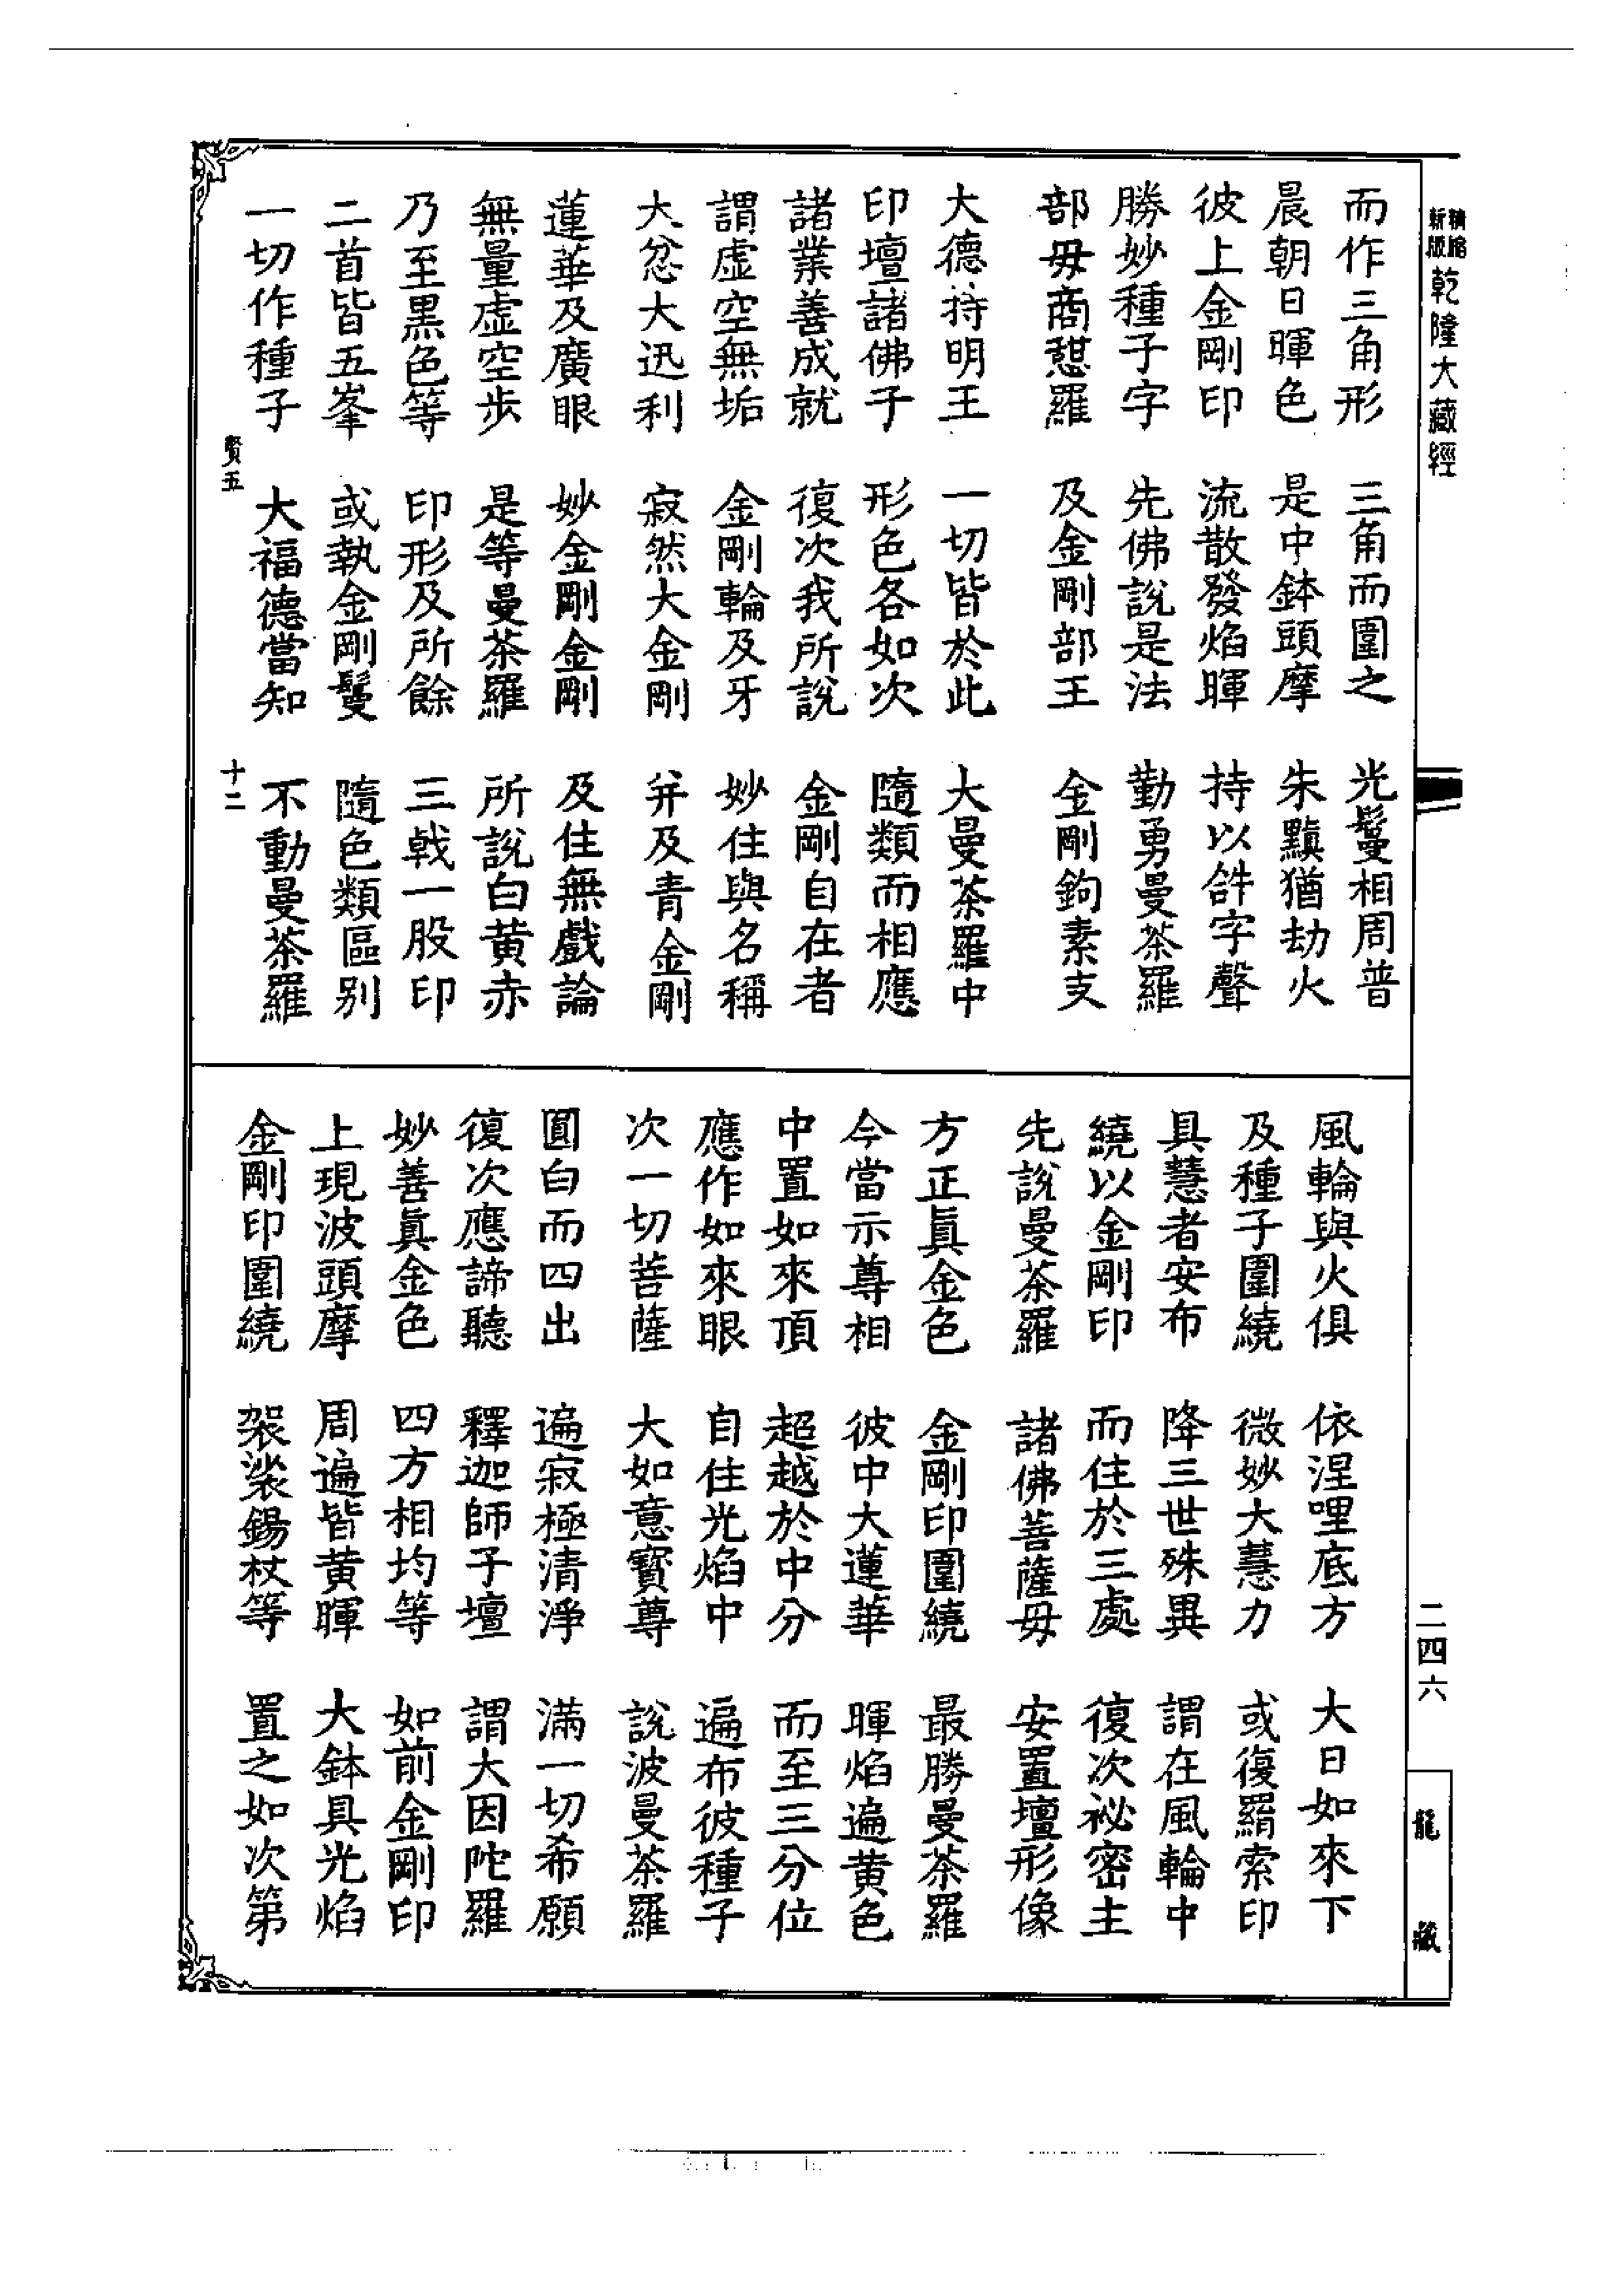 精縮新版乾隆大藏經
而作三角形　三角而圍之　光鬘相周普
晨朝日暉色　是中鉢頭摩　朱黰猶劫火
彼上金剛印　流散發焰暉　持以𤙖字聲
勝妙種子字　先佛說是法　勤勇曼茶羅
部毋商憇羅　及金剛部王　金剛鉤素支
大德持明王　一切皆於此　大曼茶羅中
印壇諸佛子　形色各如次　隨類而相應
諸業善成就　復次我所說　金剛自在者
謂虛空無垢　金剛輪及牙　妙住與名稱
大忿大迅利　寂然大金剛　并及青金剛
蓮華及廣眼　妙金剛金剛　及住無戲論
無量虛空步　是等曼茶羅　所說白黃赤
乃至黑色等　印形及所餘　三戟一股印
二首皆五峯　或執金剛鬘　隨色類區别
一切作種子　大福德當知　不動曼茶羅
賢五　十二
風輪與火俱　依涅哩底方　大日如來下
及種子圍繞　微妙大慧力　或復羂索印
具慧者安布　降三世殊異　謂在風輪中
繞以金剛印　而住於三處　復次祕密主
先說曼茶羅　諸佛菩薩毋　安置壇形像
方正眞金色　金剛印圍繞　最勝曼茶羅
今當示尊相　彼中大蓮華　暉焰遍黃色
中置如來頂　超越於中分　而至三分位
應作如來眼　自住光焰中　遍布彼種子
次一切菩薩　大如意寳尊　說波曼茶羅
圓白而四出　遍寂極清淨　滿一切希願
復次應諦聽　釋迦師子壇　謂大因陀羅
妙善眞金色　四方相均等　如前金剛印
上現波頭摩　周遍皆黃暉　大鉢具光焰
金剛印圍繞　袈裟錫杖等　置之如次第
二四六
龍藏